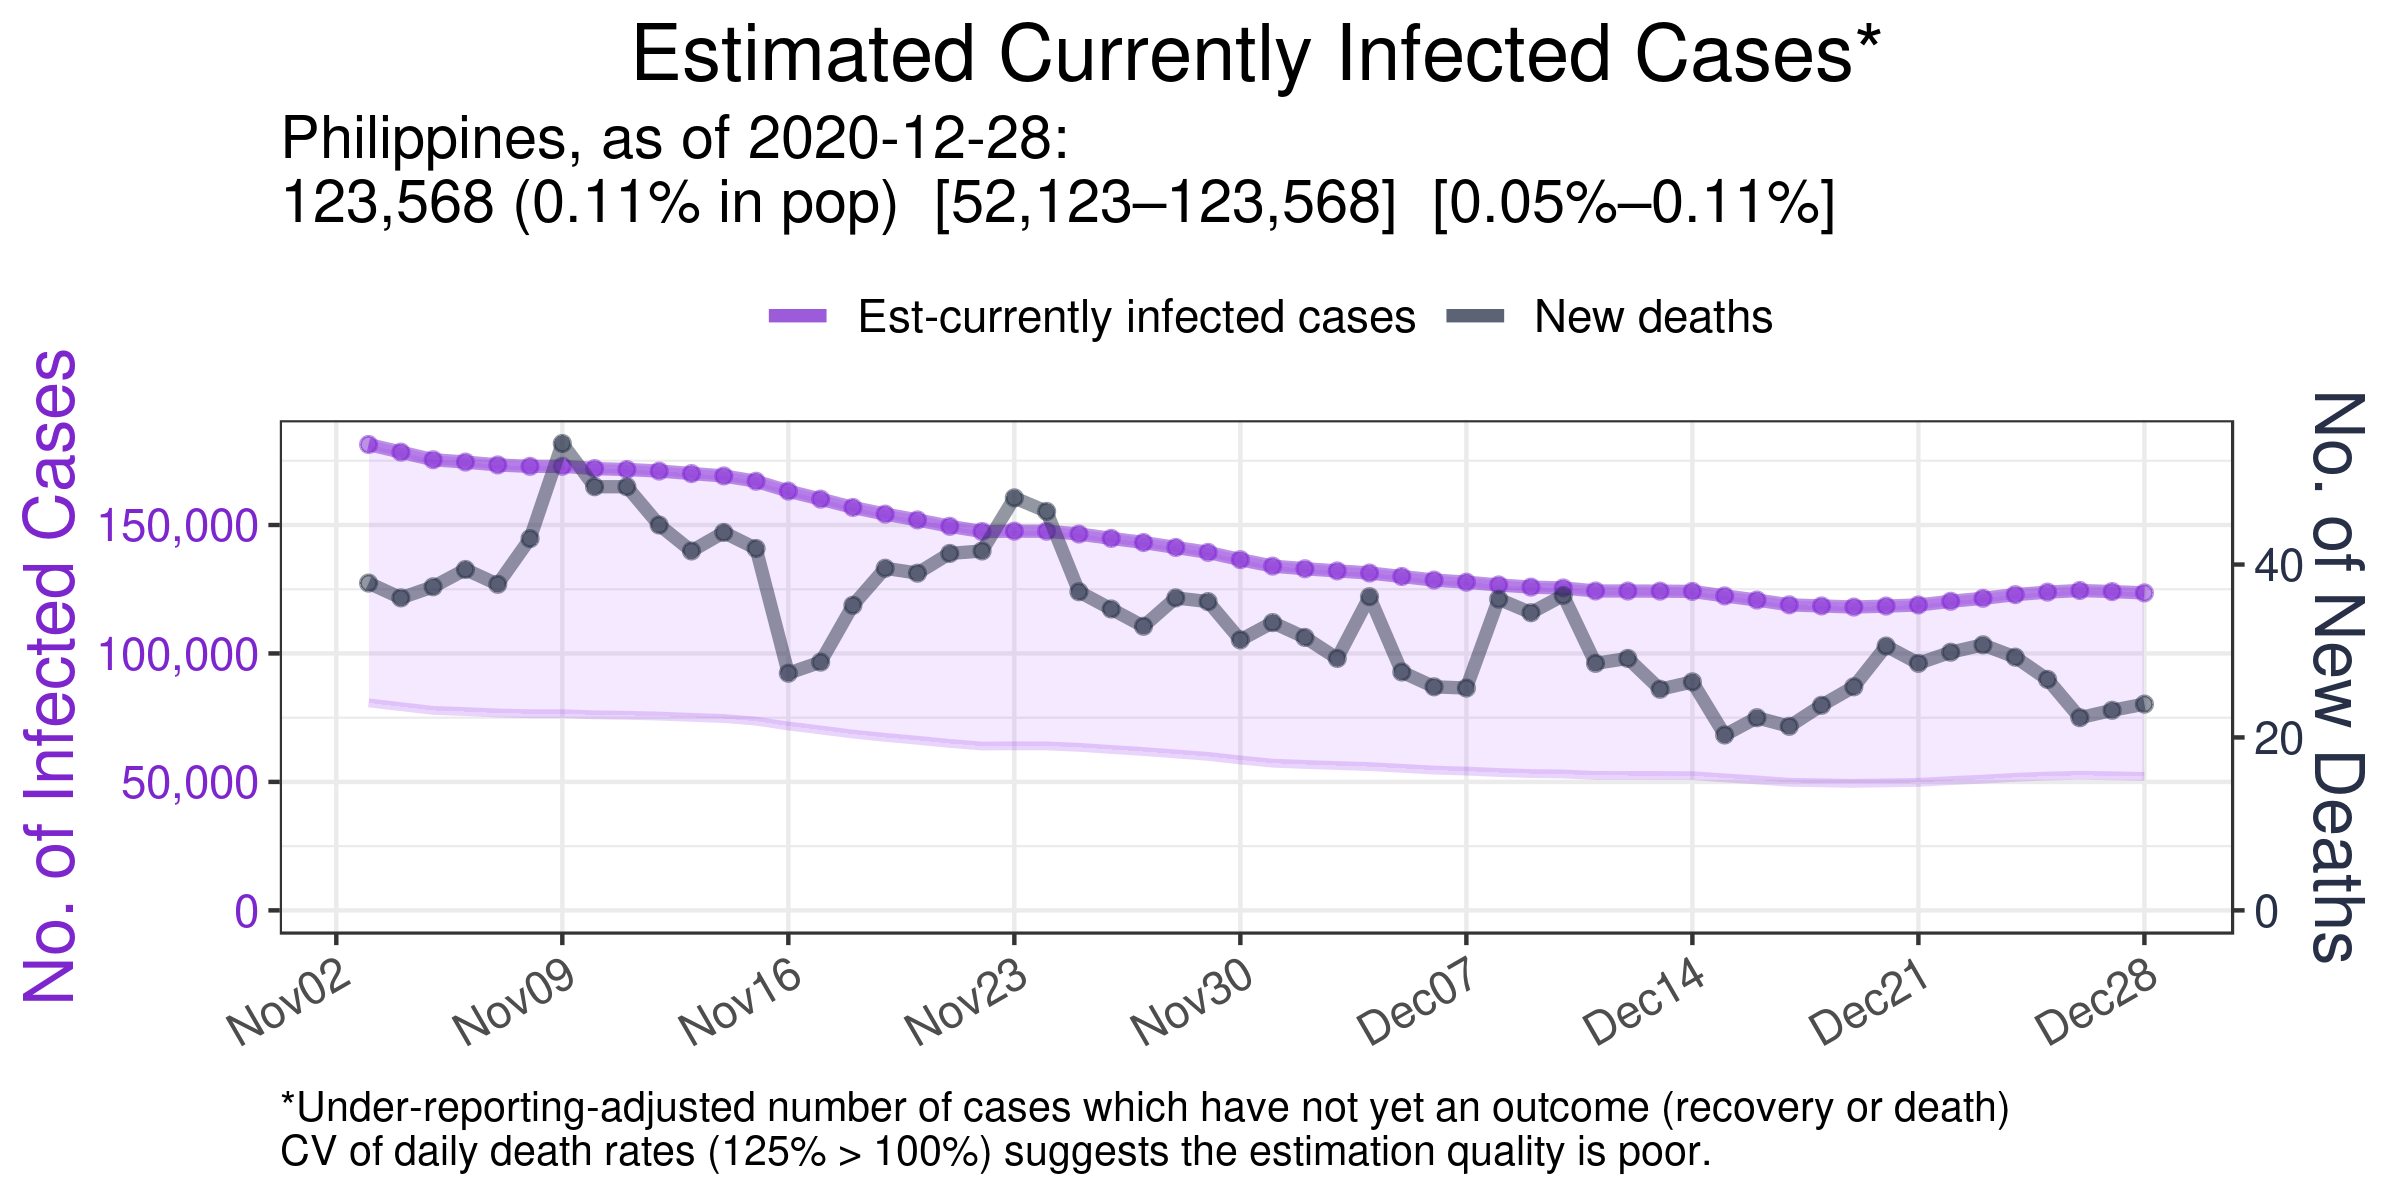 Estimated Currently Infected Cases*
Philippines, as of 2020-12-28:
123,568 (0.11% in pop)  [52,123–123,568]  [0.05%–0.11%]
Est-currently infected cases
New deaths
No. of Infected Cases
150,000
100,000
50,000
0
40
20
0
No. of New Deaths
Nov02
Nov09
Nov16
Nov23
Nov30
Dec07
Dec14
Dec21
Dec28
*Under-reporting-adjusted number of cases which have not yet an outcome (recovery or death)
CV of daily death rates (125% > 100%) suggests the estimation quality is poor.